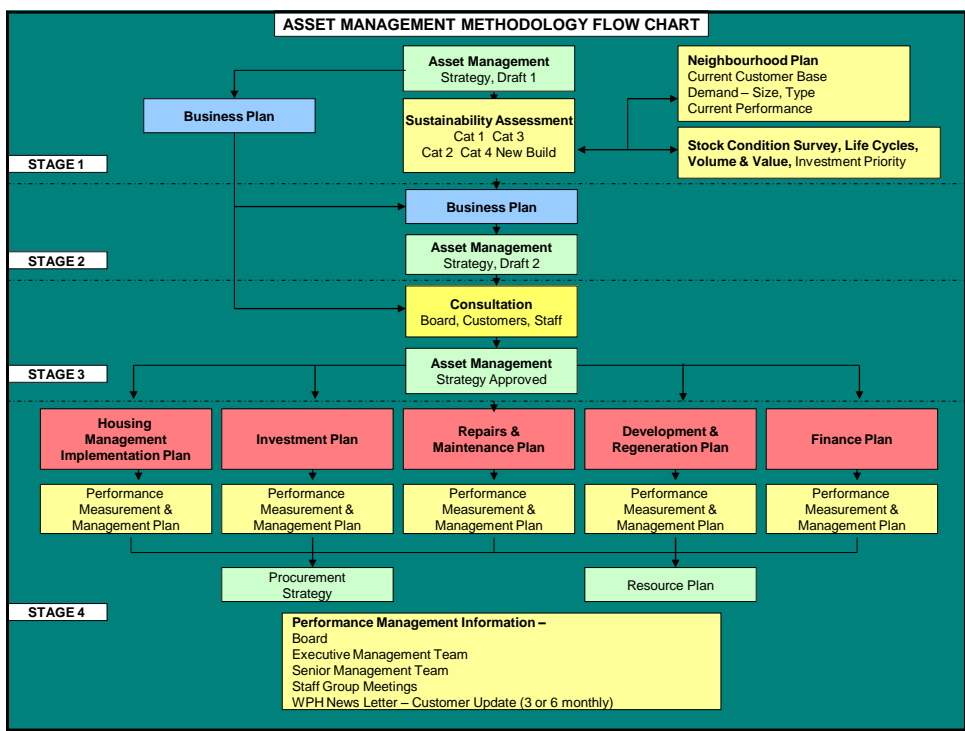 ASSET MANAGEMENT METHODOLOGY FLOW CHART
Asset Management
Strategy, Draft 1
Neighbourhood Plan
Current Customer Base
Demand – Size, Type
Current Performance
Business Plan
Sustainability Assessment
Cat 1 Cat 3
Cat 2 Cat 4 New Build
Stock Condition Survey, Life Cycles,
Volume & Value, Investment Priority
STAGE 1
Business Plan
Asset Management
Strategy, Draft 2
STAGE 2
Consultation
Board, Customers, Staff
Asset Management
Strategy Approved
STAGE 3
Housing
Management
Implementation Plan
Investment Plan
Repairs &
Maintenance Plan
Development &
Regeneration Plan
Finance Plan
Performance
Measurement &
Management Plan
Performance
Measurement &
Management Plan
Performance
Measurement &
Management Plan
Performance
Measurement &
Management Plan
Performance
Measurement &
Management Plan
Procurement
Strategy
Resource Plan
STAGE 4
Performance Management Information –
Board
Executive Management Team
Senior Management Team
Staff Group Meetings
WPH News Letter – Customer Update (3 or 6 monthly)